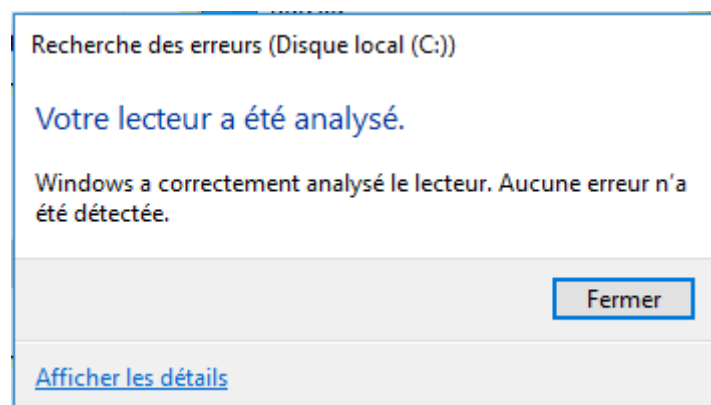 Recherche des erreurs (Disque local (C:))
Votre lecteur a été analysé.
Windows a correctement analysé le lecteur. Aucune erreur n’a
été détectée.
Fermer
Afficher les détails